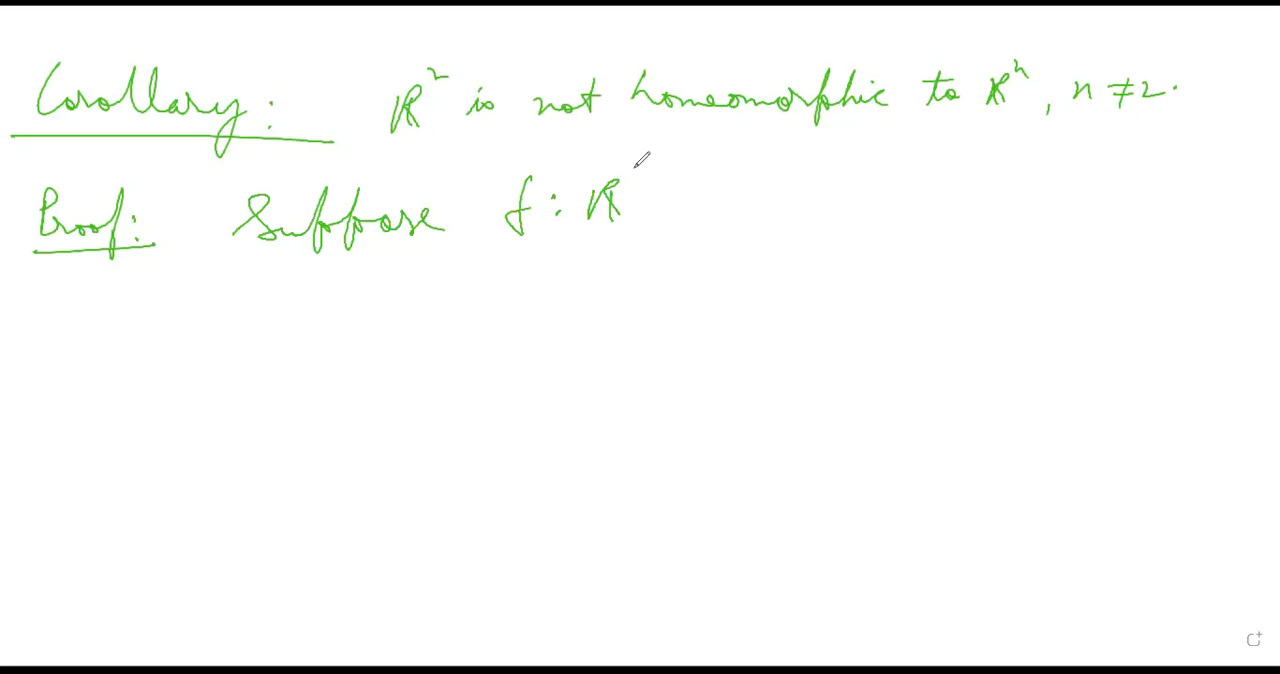 Corollary: ℝ² is not homeomorphic to ℝⁿ, n ≠ 2.
Proof: Suppose f: ℝ